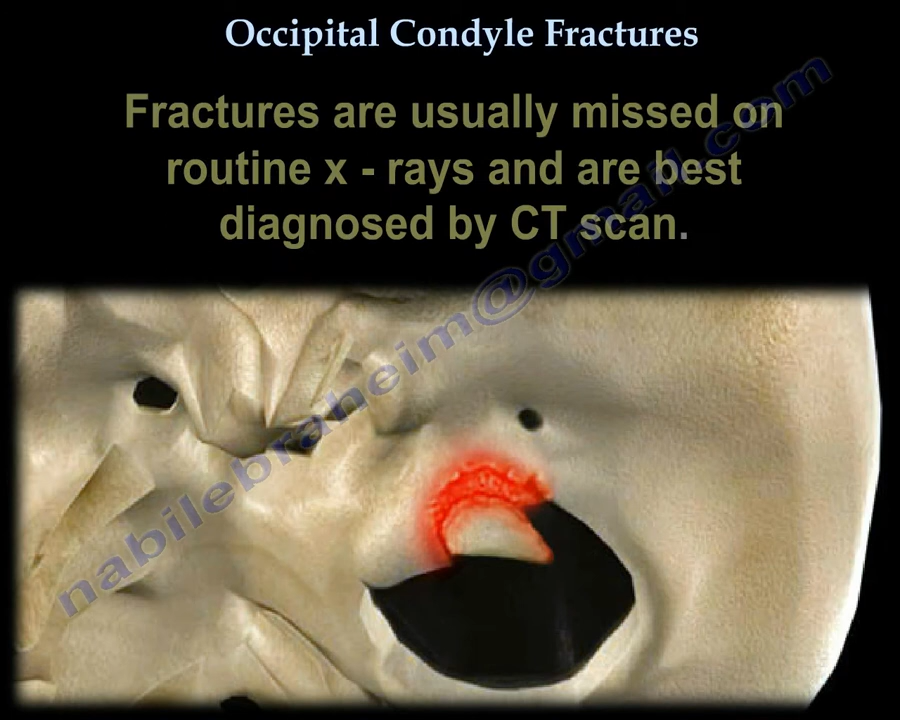 Occipital Condyle Fractures
Fractures are usually missed on
routine x - rays and are best
diagnosed by CT scan.
nabilebraheim@gmail.com